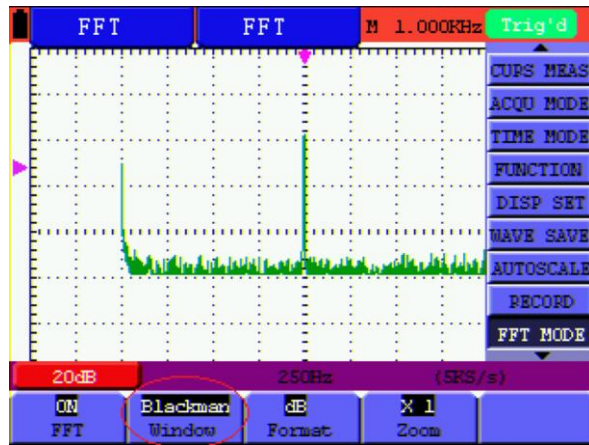 FFT FFT M 1.000KHz Trig'd
CURS MEAS
ACQU MODE
TIME MODE
FUNCTION
DISP SET
WAVE SAVE
AUTOSCALE
RECORD
FFT MODE
20dB 250Hz (5KS/s)
ON Blackman dB X 1
FFT Window Format Zoom